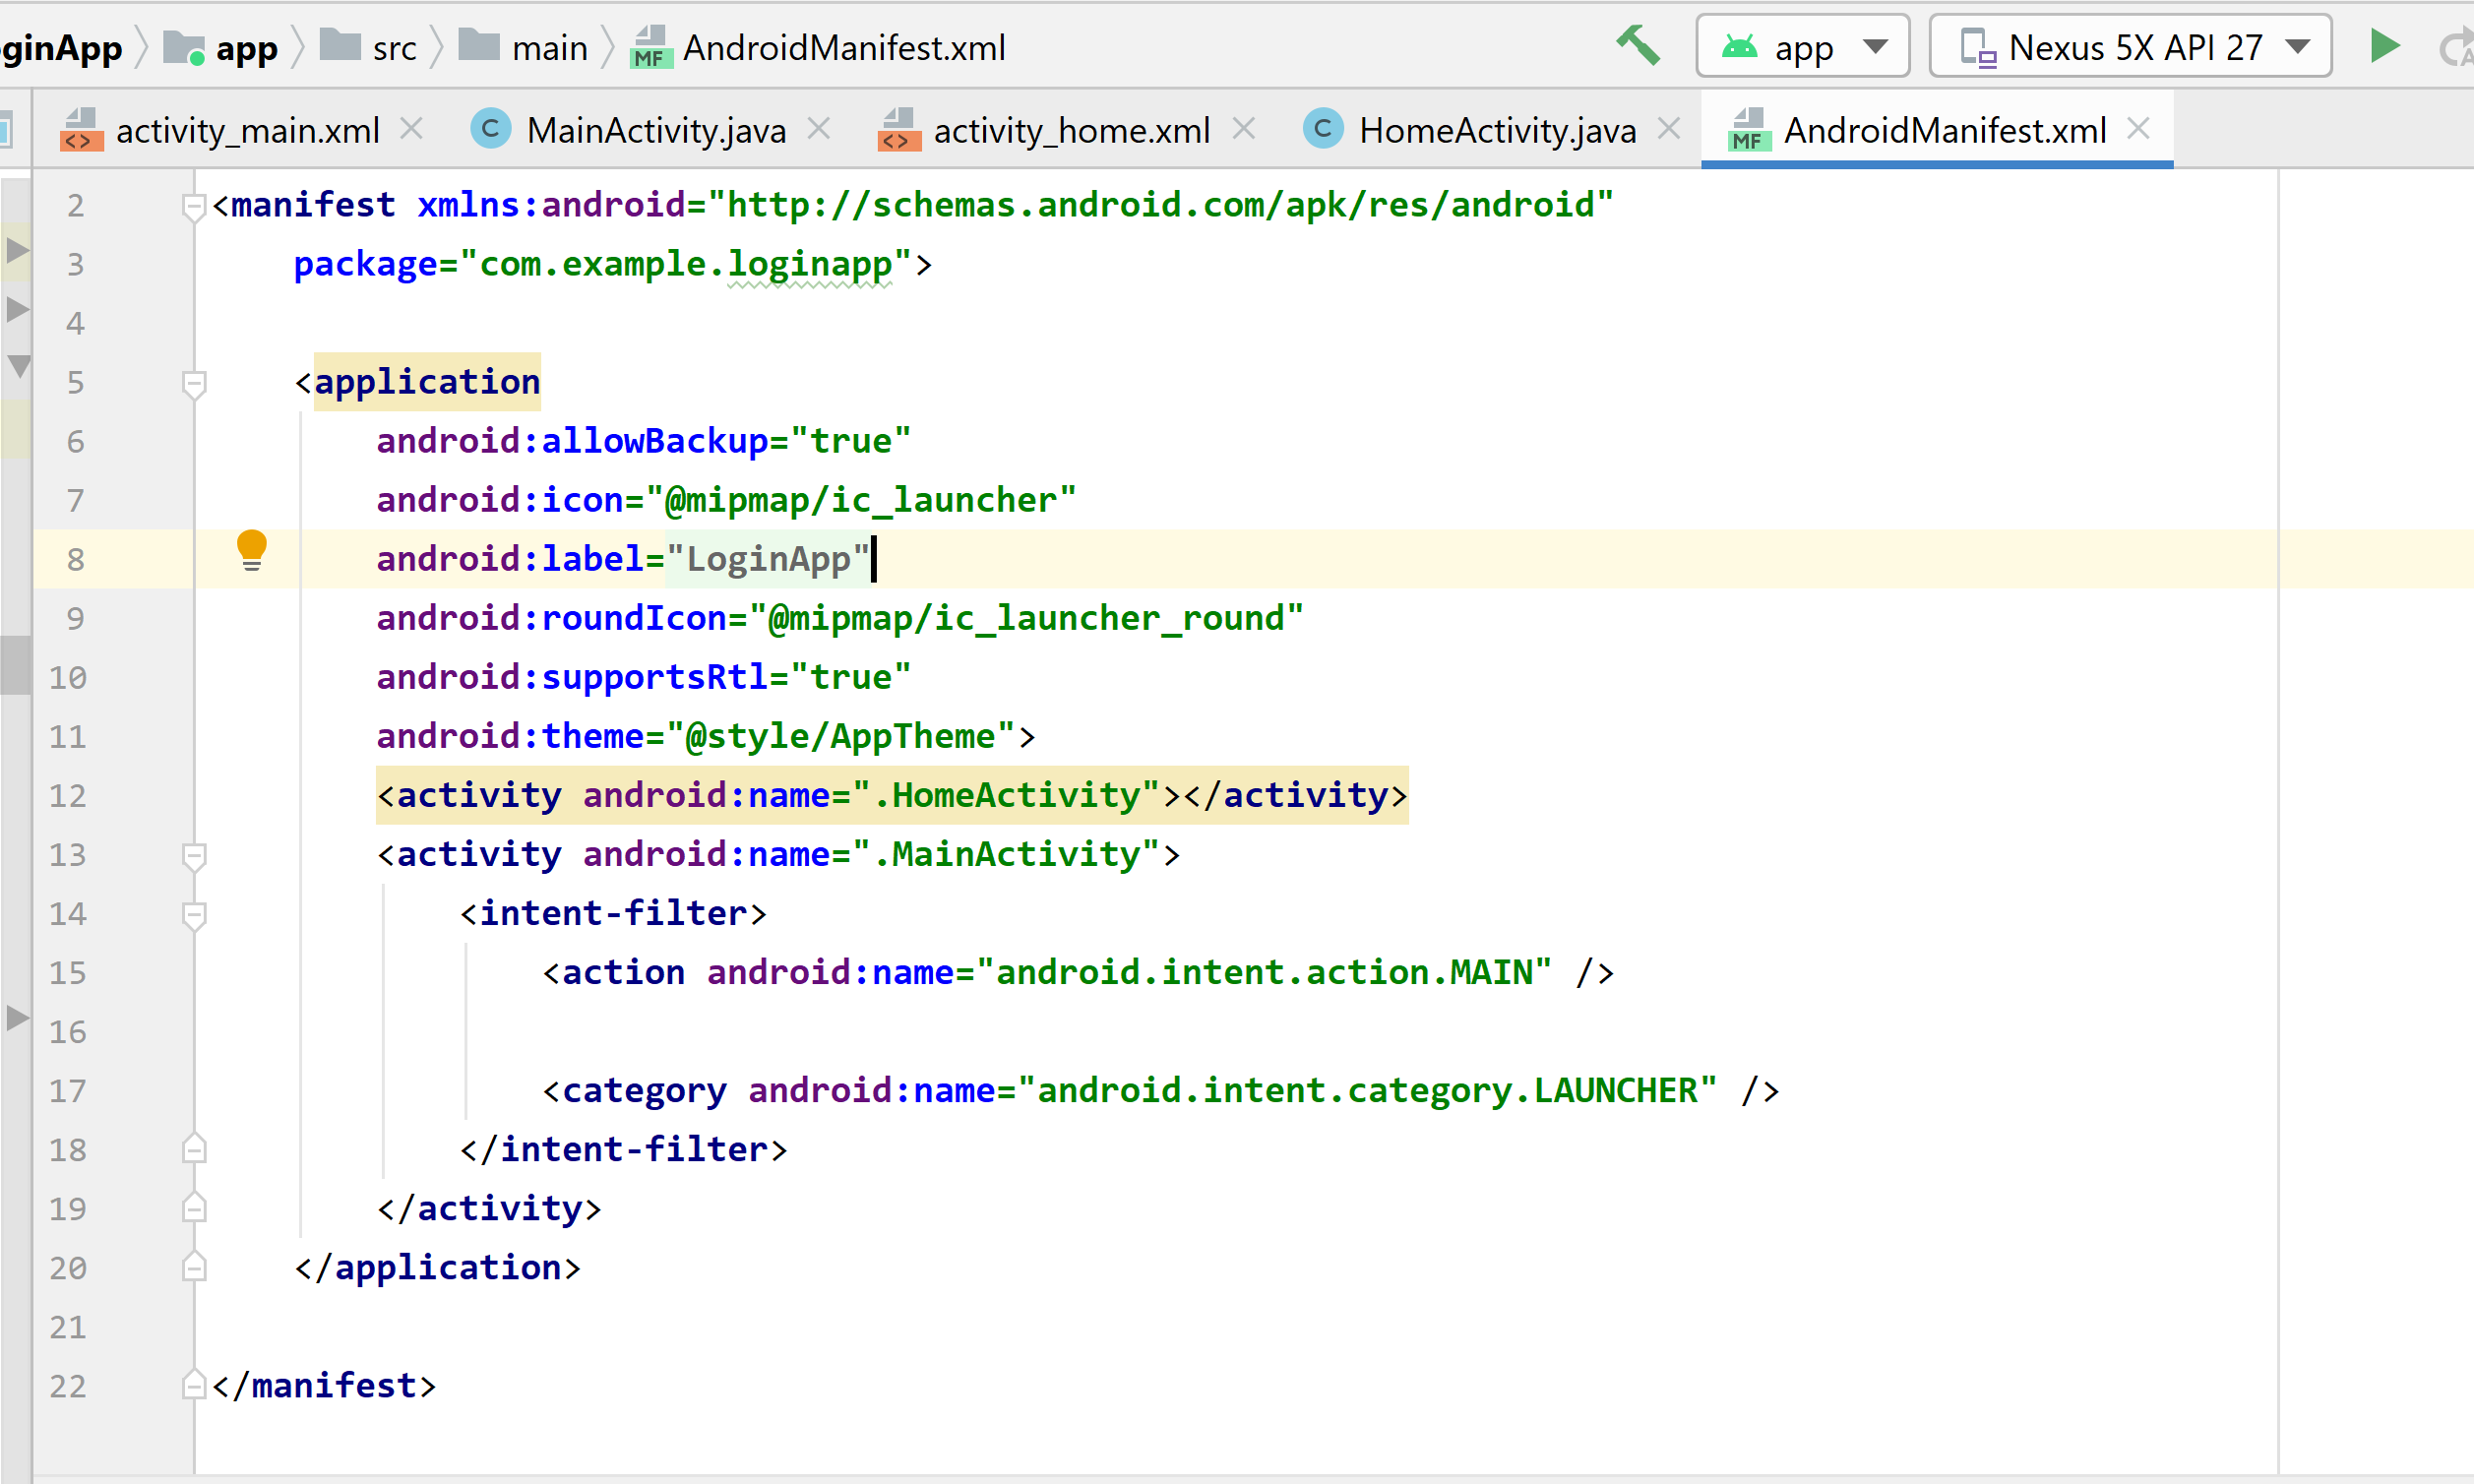 ginApp app src main MF AndroidManifest.xml app Nexus 5X API 27
activity_main.xml C MainActivity.java activity_home.xml C HomeActivity.java MF AndroidManifest.xml
2 <manifest xmlns:android="http://schemas.android.com/apk/res/android"
3 package="com.example.loginapp">
4
5 <application
6 android:allowBackup="true"
7 android:icon="@mipmap/ic_launcher"
8 android:label="LoginApp"
9 android:roundIcon="@mipmap/ic_launcher_round"
10 android:supportsRtl="true"
11 android:theme="@style/AppTheme">
12 <activity android:name=".HomeActivity"></activity>
13 <activity android:name=".MainActivity">
14 <intent-filter>
15 <action android:name="android.intent.action.MAIN" />
16
17 <category android:name="android.intent.category.LAUNCHER" />
18 </intent-filter>
19 </activity>
20 </application>
21
22 </manifest>